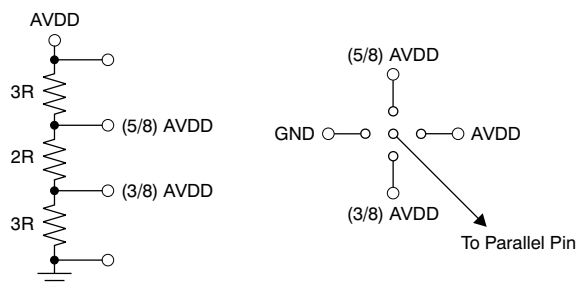 AVDD
3R
(5/8) AVDD
2R
(3/8) AVDD
3R
(5/8) AVDD
GND
AVDD
(3/8) AVDD
To Parallel Pin